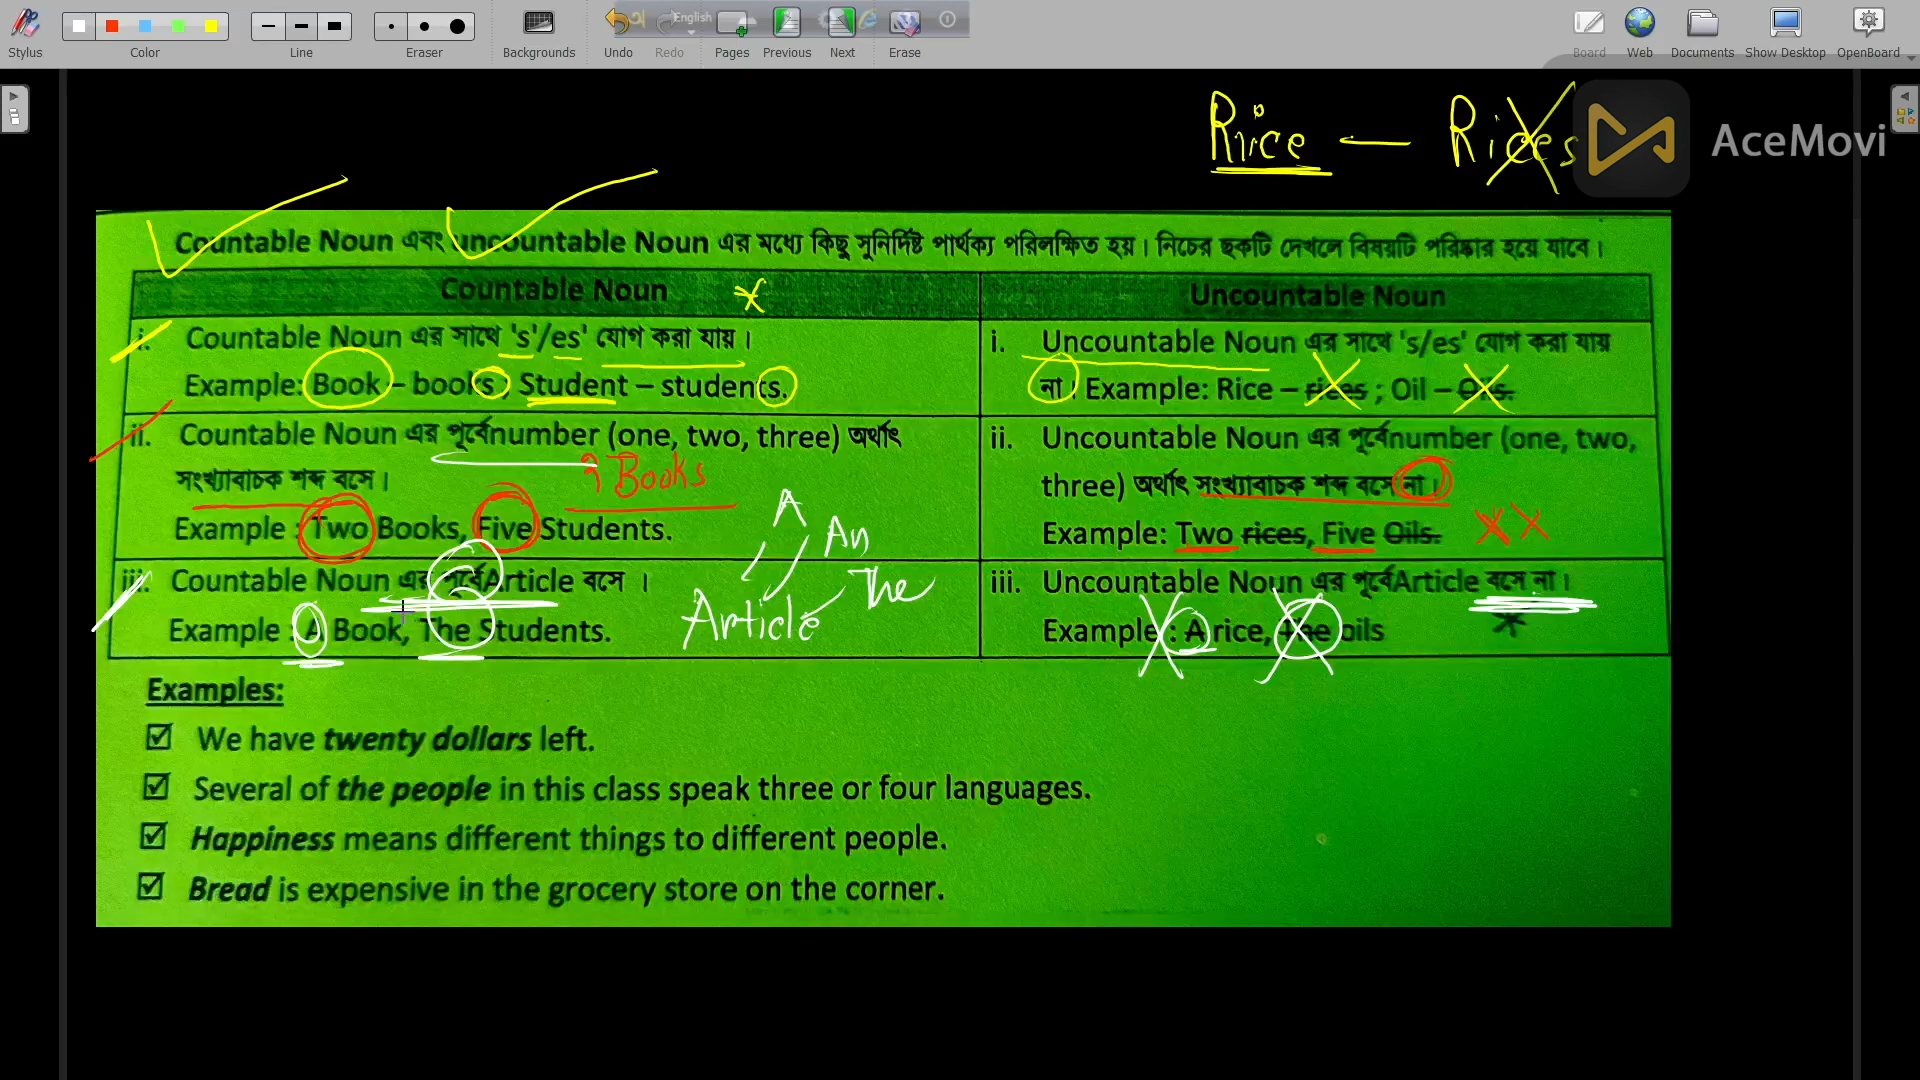 English
Stylus Color Line Eraser Backgrounds Undo Redo Pages Previous Next Erase Board Web Documents Show Desktop OpenBoard
Rice — Rices
AceMovi
Countable Noun এবং uncountable Noun এর মধ্যে কিছু সুনির্দিষ্ট পার্থক্য পরিলক্ষিত হয়। নিচের ছকটি দেখলে বিষয়টি পরিষ্কার হয়ে যাবে।
Countable Noun
Uncountable Noun
i. Countable Noun এর সাথে 's'/es' যোগ করা যায়।
Example: Book – books, Student – students.
i. Uncountable Noun এর সাথে 's/es' যোগ করা যায়
না। Example: Rice – rices ; Oil – Oils.
ii. Countable Noun এর পূর্বেnumber (one, two, three) অর্থাৎ
সংখ্যাবাচক শব্দ বসে।
Books
Example : Two Books, Five Students.
ii. Uncountable Noun এর পূর্বেnumber (one, two,
three) অর্থাৎ সংখ্যাবাচক শব্দ বসে না।
Example: Two rices, Five Oils.
A
An
The
Article
iii. Countable Noun এর পূর্বেArticle বসে ।
Example : A Book, The Students.
iii. Uncountable Noun এর পূর্বেArticle বসে না।
Example : A rice, The oils
Examples:
We have twenty dollars left.
Several of the people in this class speak three or four languages.
Happiness means different things to different people.
Bread is expensive in the grocery store on the corner.